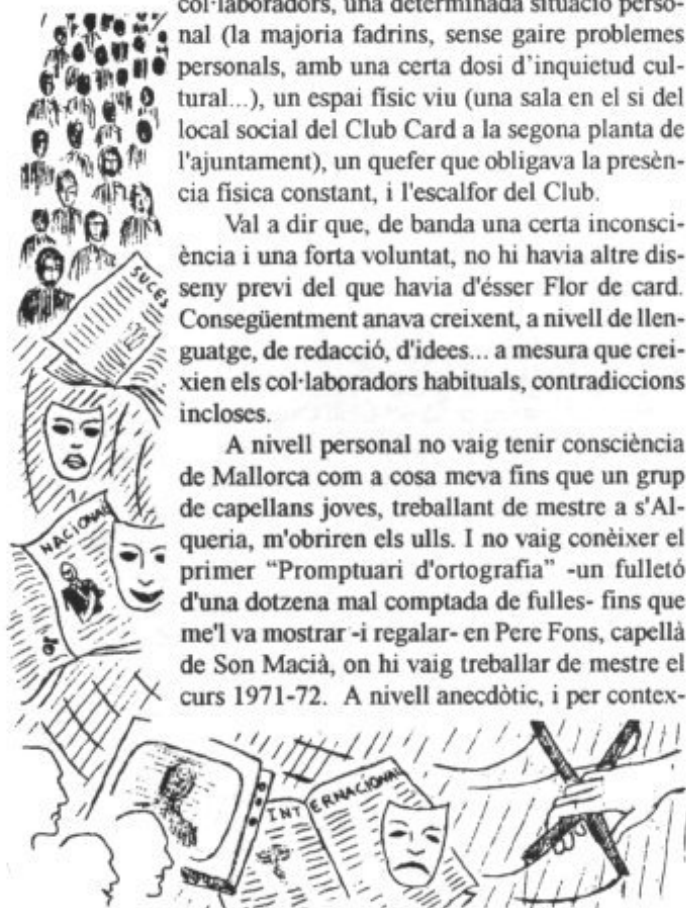 col·laboradors, una determinada situació perso-
nal (la majoria fadrins, sense gaire problemes
personals, amb una certa dosi d'inquietud cul-
tural...), un espai físic viu (una sala en el si del
local social del Club Card a la segona planta de
l'ajuntament), un quefer que obligava la presèn-
cia física constant, i l'escalfor del Club.
Val a dir que, de banda una certa inconsci-
ència i una forta voluntat, no hi havia altre dis-
seny previ del que havia d'ésser Flor de card.
Consegüentment anava creixent, a nivell de llen-
guatge, de redacció, d'idees... a mesura que crei-
xien els col·laboradors habituals, contradiccions
incloses.
A nivell personal no vaig tenir consciència
de Mallorca com a cosa meva fins que un grup
de capellans joves, treballant de mestre a s'Al-
queria, m'obriren els ulls. I no vaig conèixer el
primer "Promptuari d'ortografia" -un fulletó
d'una dotzena mal comptada de fulles- fins que
me'l va mostrar -i regalar- en Pere Fons, capellà
de Son Macià, on hi vaig treballar de mestre el
curs 1971-72. A nivell anecdòtic, i per contex-
SUCES
NACIONAL
INTERNACIONAL